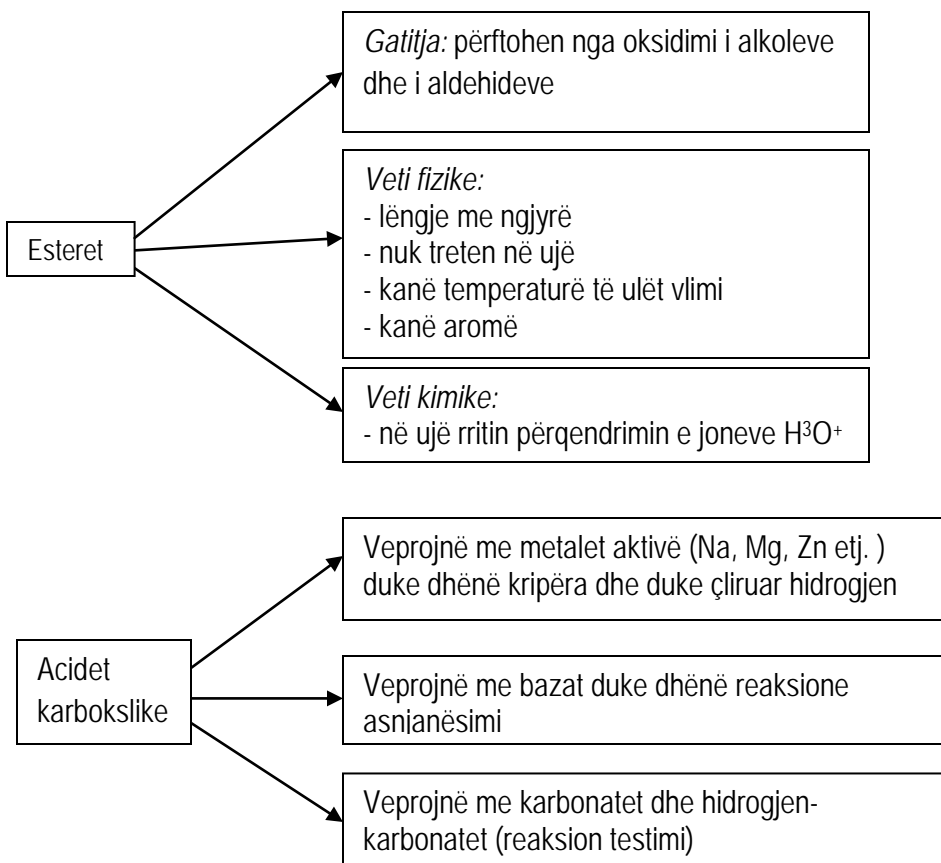 Gatitja: përftohen nga oksidimi i alkoleve
dhe i aldehideve
Esteret
Veti fizike:
- lëngje me ngjyrë
- nuk treten në ujë
- kanë temperaturë të ulët vlimi
- kanë aromë
Veti kimike:
- në ujë rritin përqendrimin e joneve H³O⁺
Acidet
karbokslike
Veprojnë me metalet aktivë (Na, Mg, Zn etj. )
duke dhënë kripëra dhe duke çliruar hidrogjen
Veprojnë me bazat duke dhënë reaksione
asnjanësimi
Veprojnë me karbonatet dhe hidrogjen-
karbonatet (reaksion testimi)